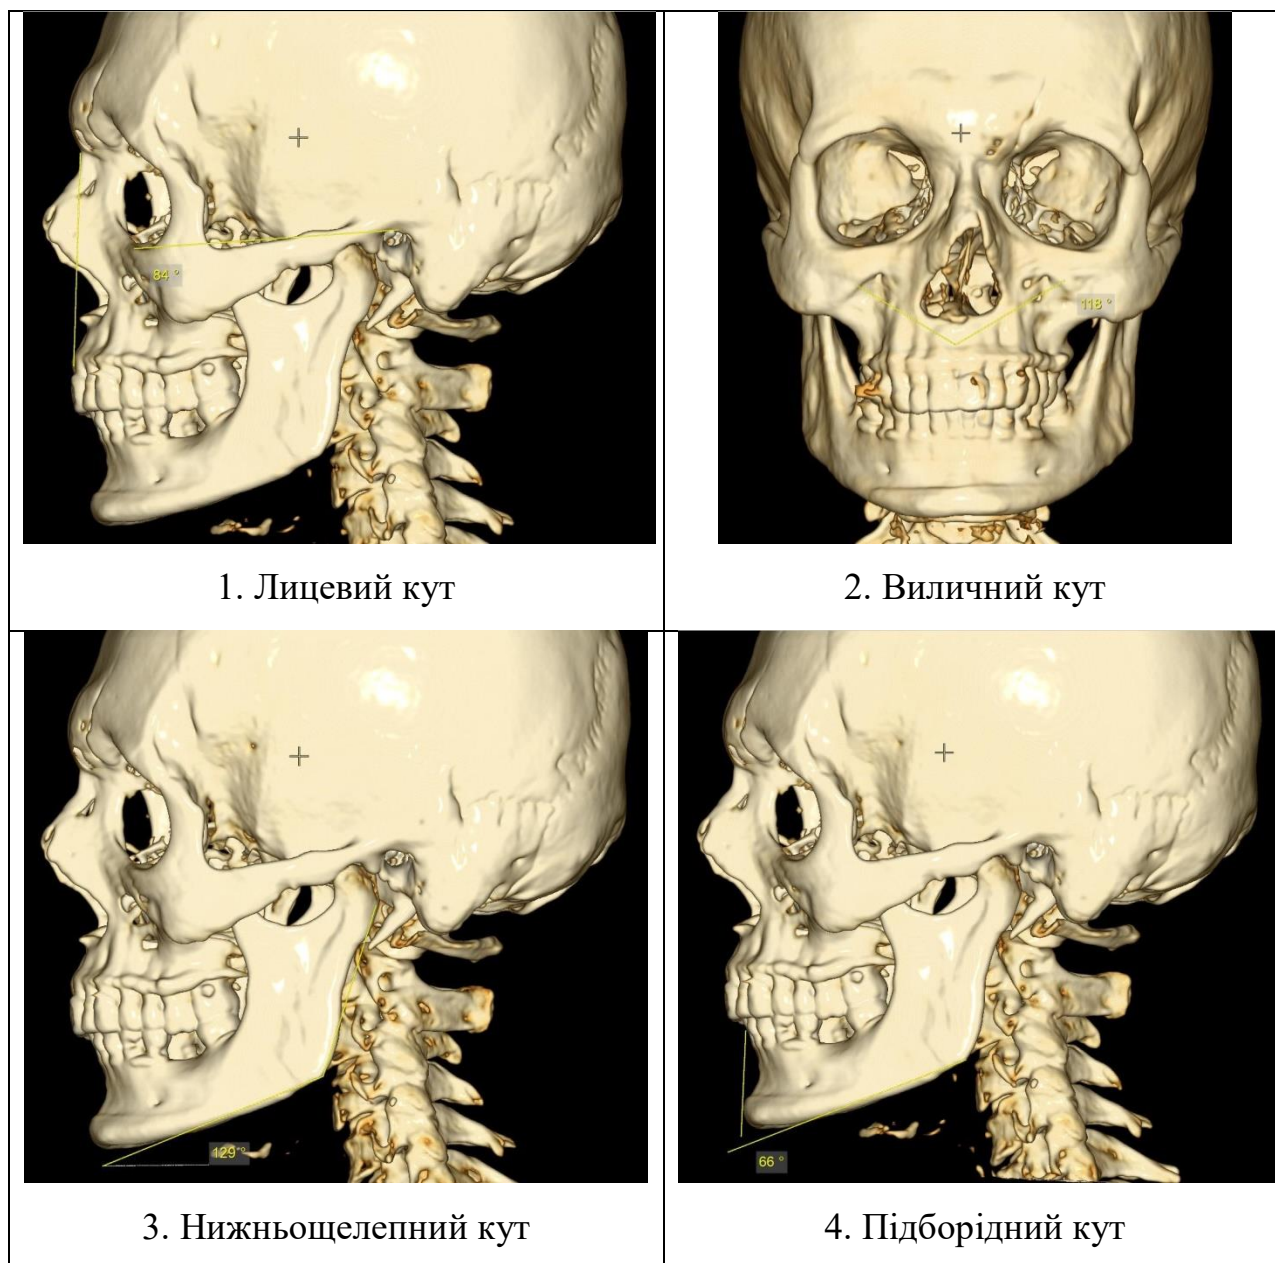 84 °
118 °
1. Лицевий кут
2. Виличний кут
129 °
66 °
3. Нижньощелепний кут
4. Підборідний кут